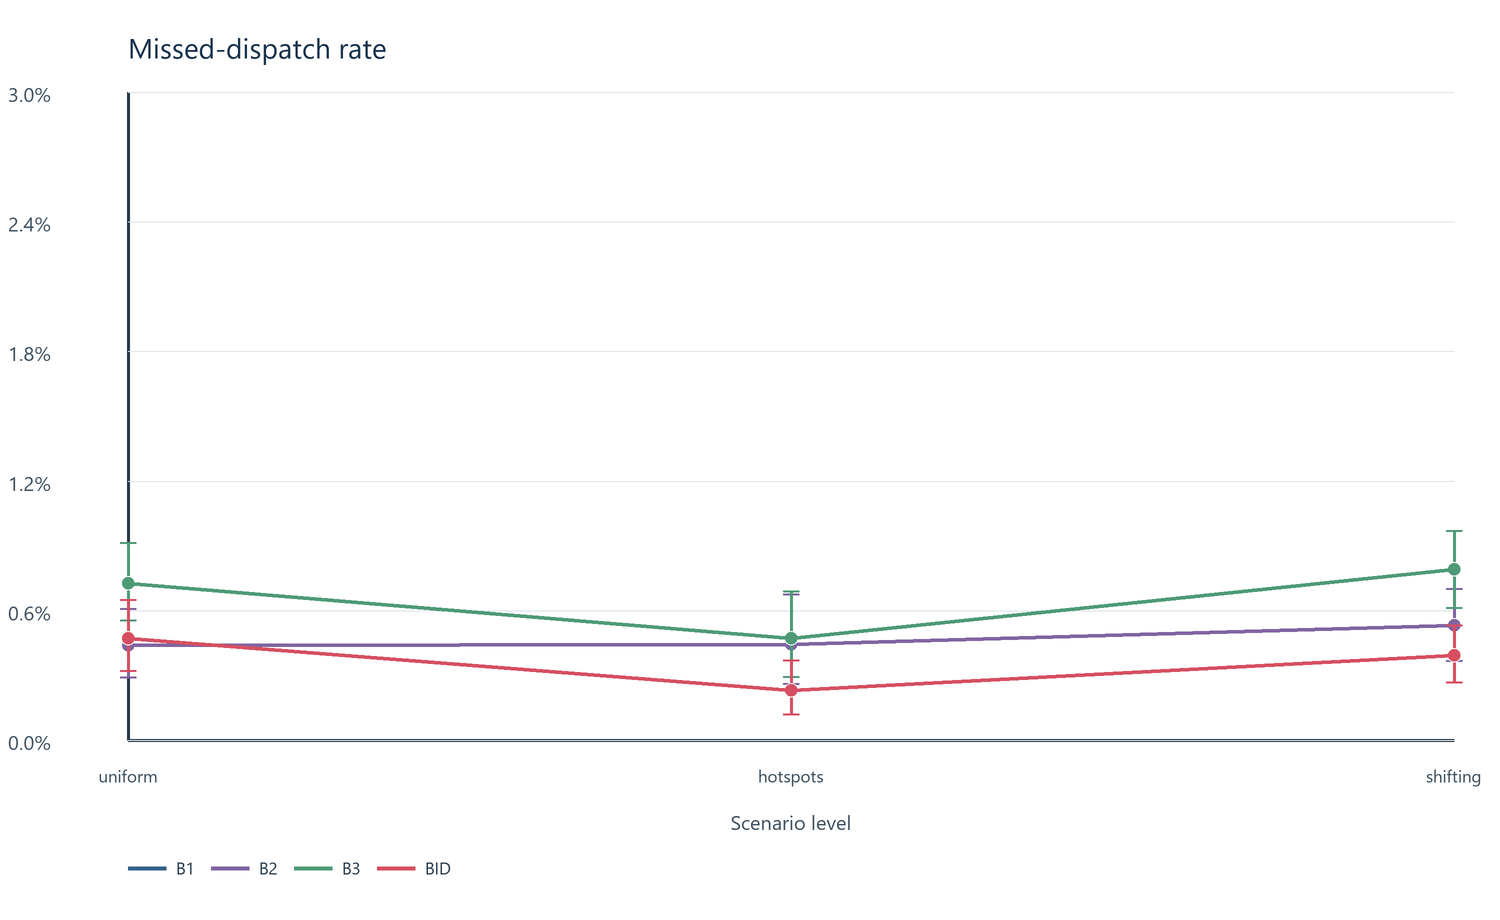 Missed-dispatch rate
3.0%
2.4%
1.8%
1.2%
0.6%
0.0%
uniform hotspots shifting
Scenario level
B1 B2 B3 BID